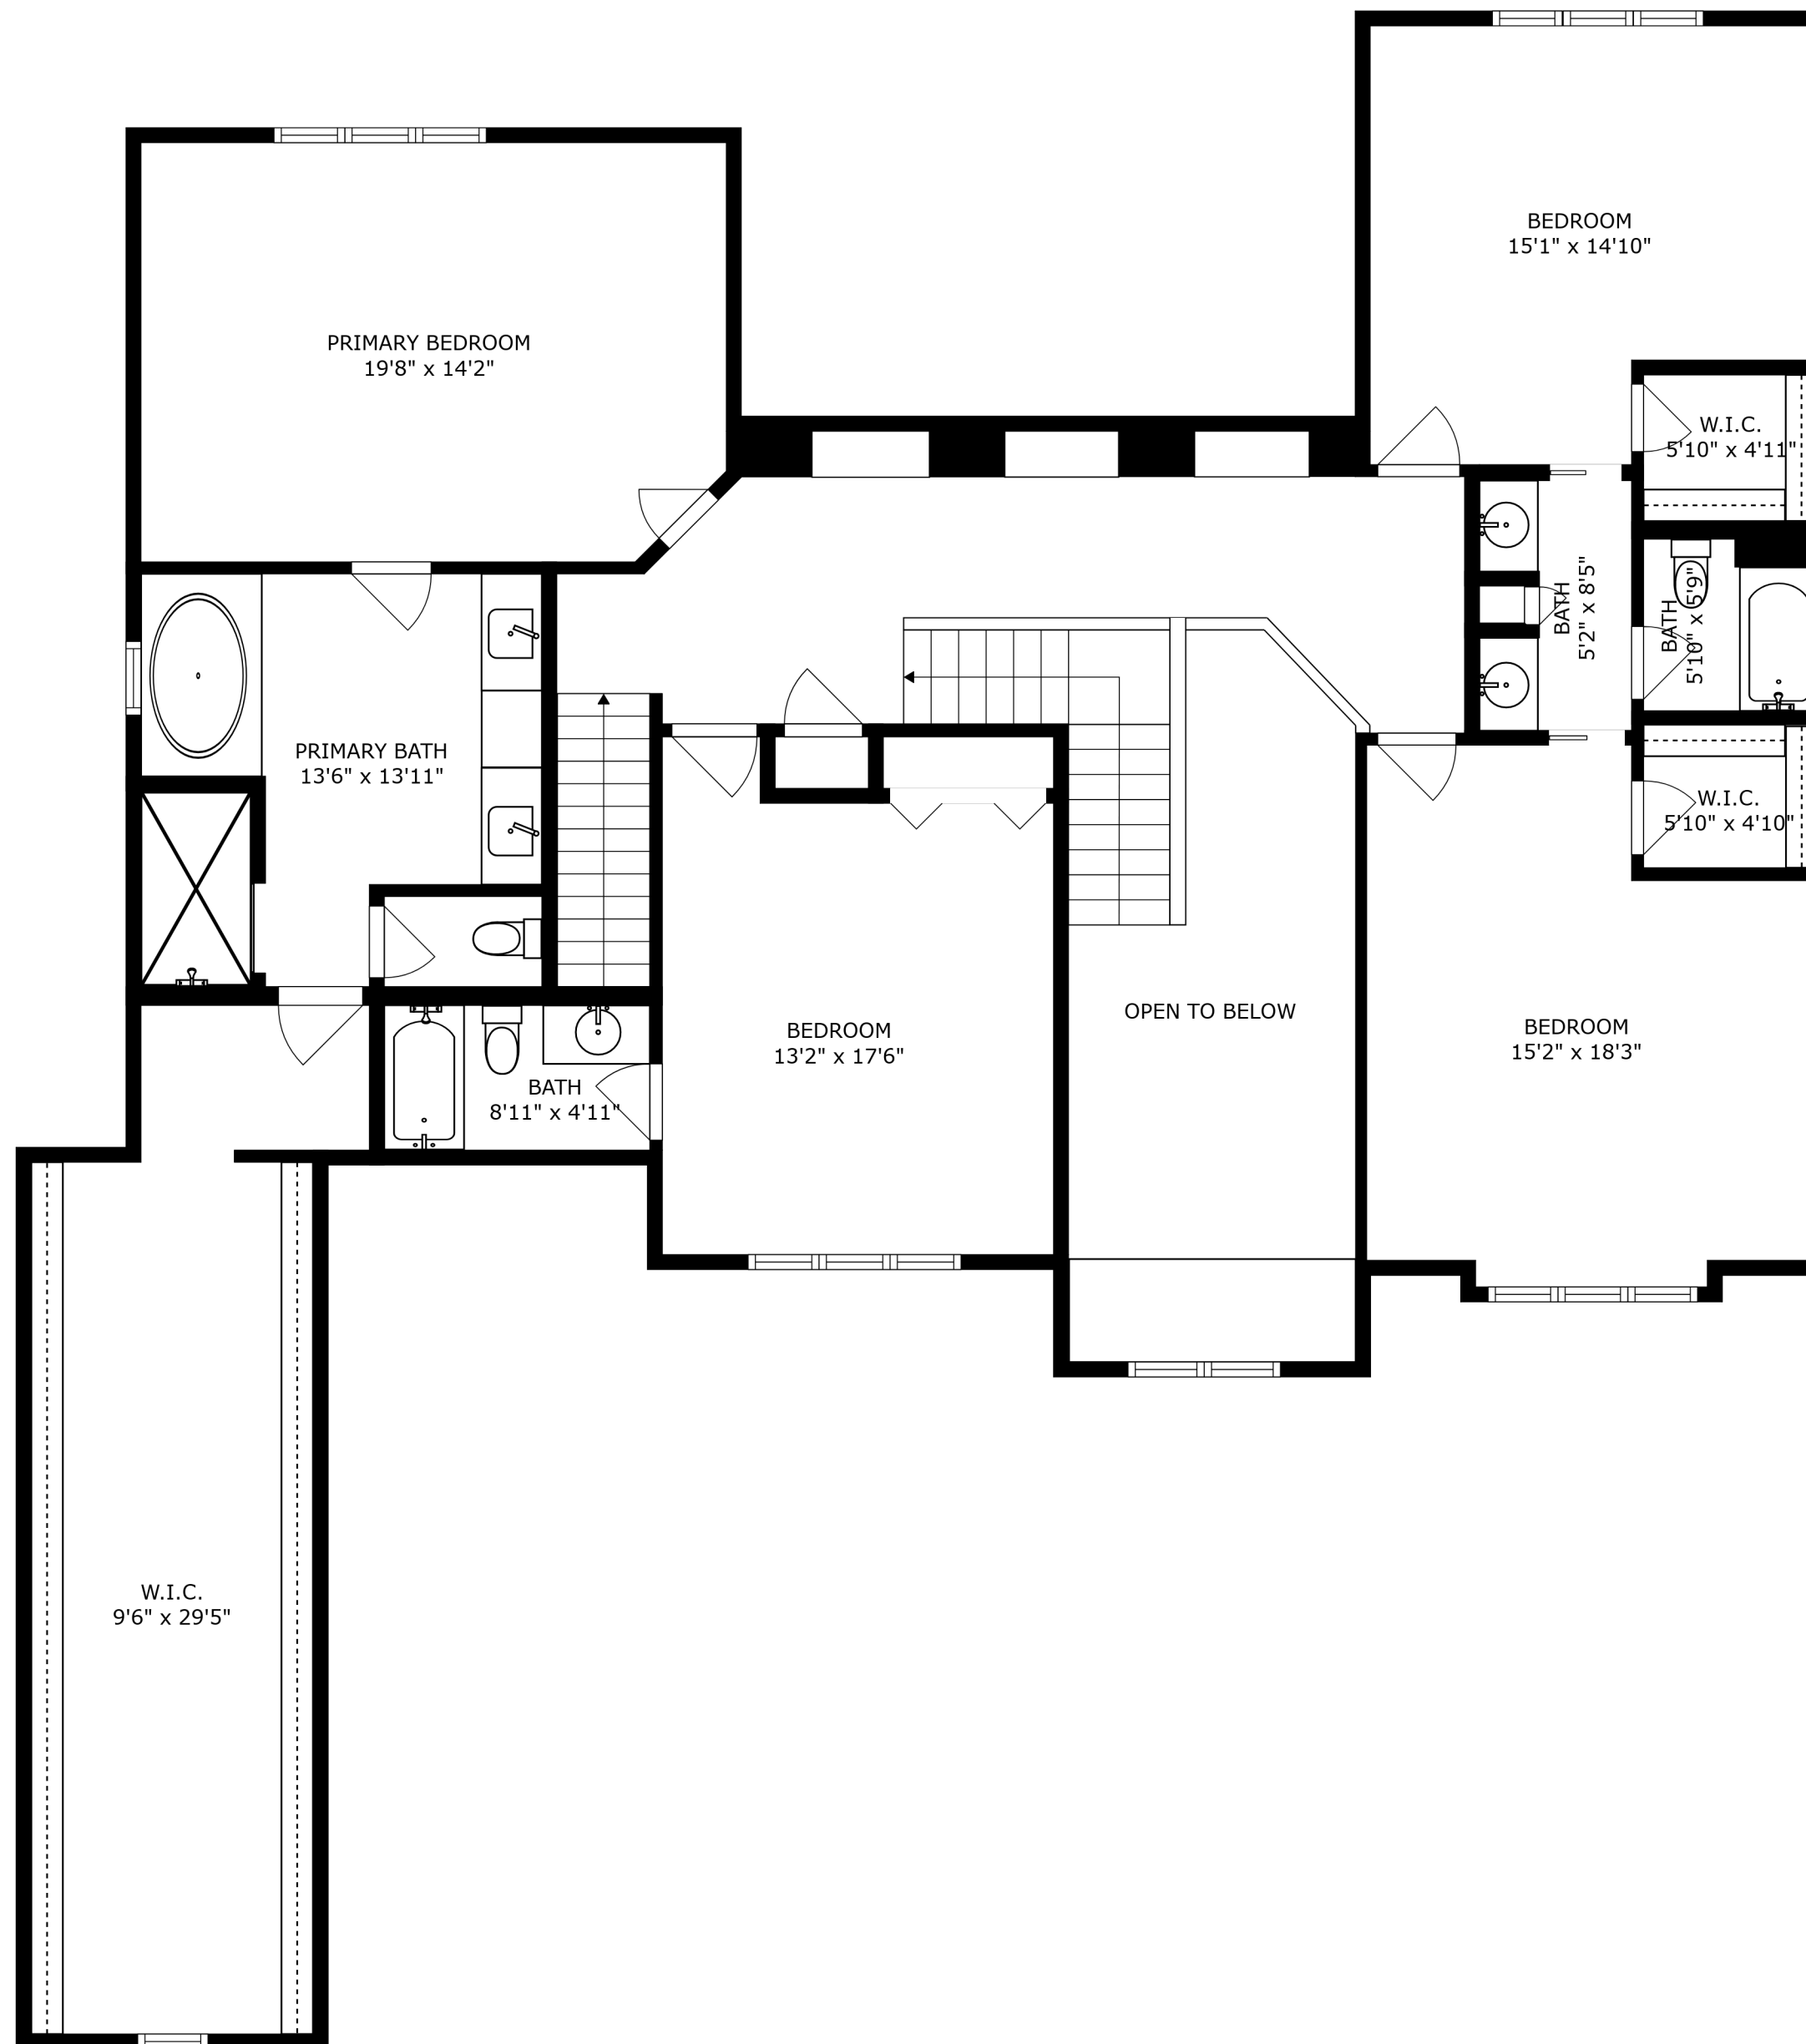 BEDROOM
15'1" x 14'10"
PRIMARY BEDROOM
19'8" x 14'2"
W.I.C.
5'10" x 4'11"
BATH
5'2" x 8'5"
BATH
5'10" x 5'9"
PRIMARY BATH
13'6" x 13'11"
W.I.C.
5'10" x 4'10"
OPEN TO BELOW
BEDROOM
13'2" x 17'6"
BEDROOM
15'2" x 18'3"
BATH
8'11" x 4'11"
W.I.C.
9'6" x 29'5"